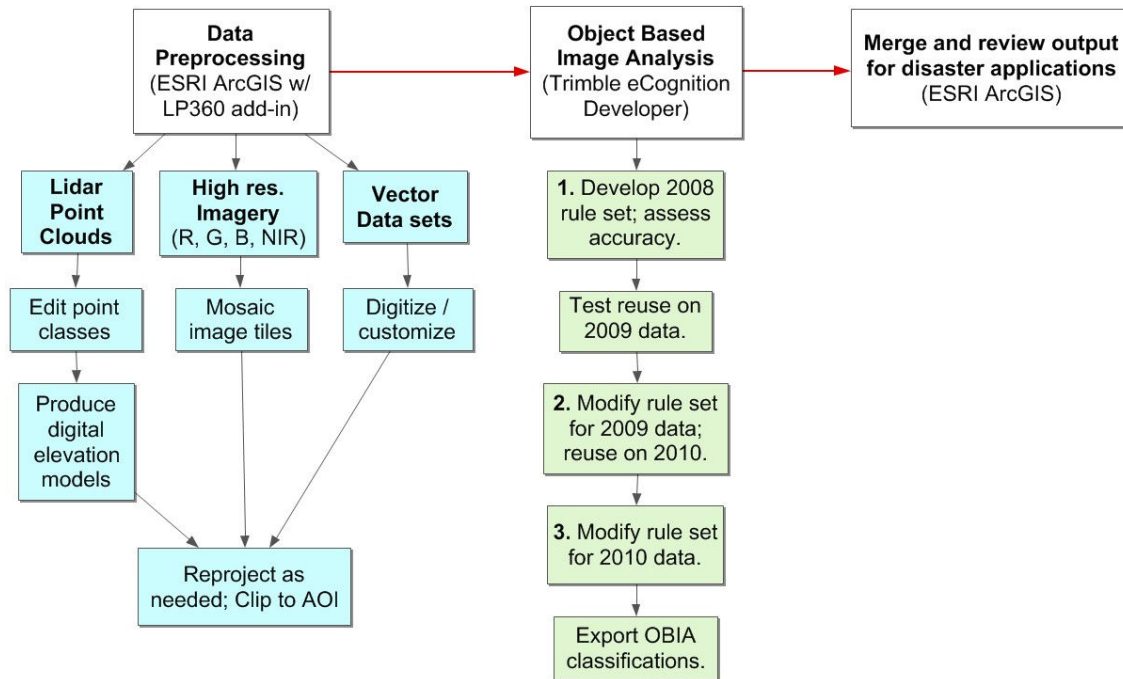 Data
Preprocessing
(ESRI ArcGIS w/
LP360 add-in)
Object Based
Image Analysis
(Trimble eCognition
Developer)
Merge and review output
for disaster applications
(ESRI ArcGIS)
Lidar
Point
Clouds
High res.
Imagery
(R, G, B, NIR)
Vector
Data sets
Edit point
classes
Mosaic
image tiles
Digitize /
customize
Produce
digital
elevation
models
Reproject as
needed; Clip to AOI
1. Develop 2008
rule set; assess
accuracy.
Test reuse on
2009 data.
2. Modify rule set
for 2009 data;
reuse on 2010.
3. Modify rule set
for 2010 data.
Export OBIA
classifications.